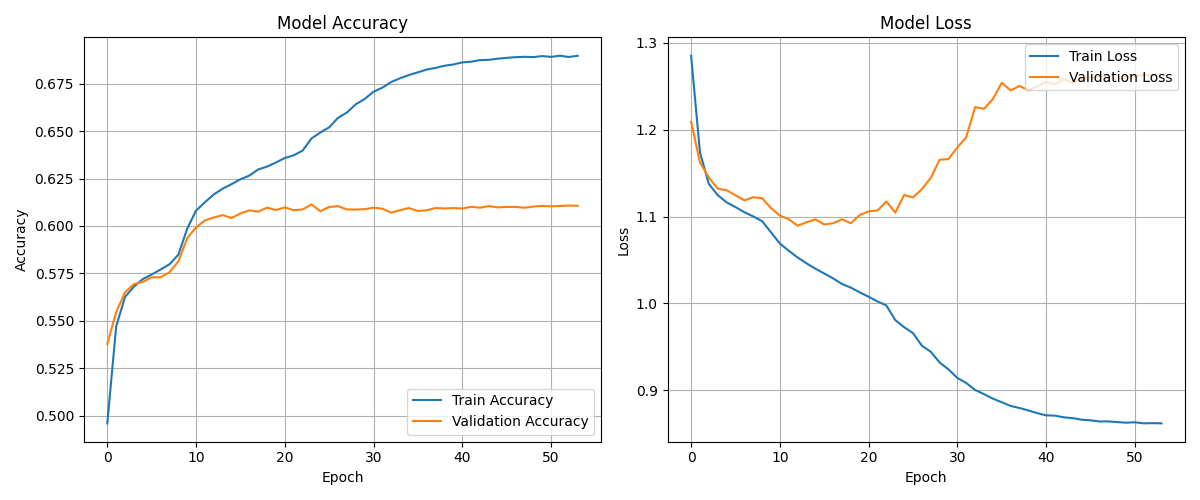 Model Accuracy
0.675
0.650
0.625
0.600
0.575
0.550
0.525
0.500
Accuracy
0
10
20
30
40
50
Epoch
Train Accuracy
Validation Accuracy
Model Loss
1.3
1.2
1.1
1.0
0.9
Loss
0
10
20
30
40
50
Epoch
Train Loss
Validation Loss